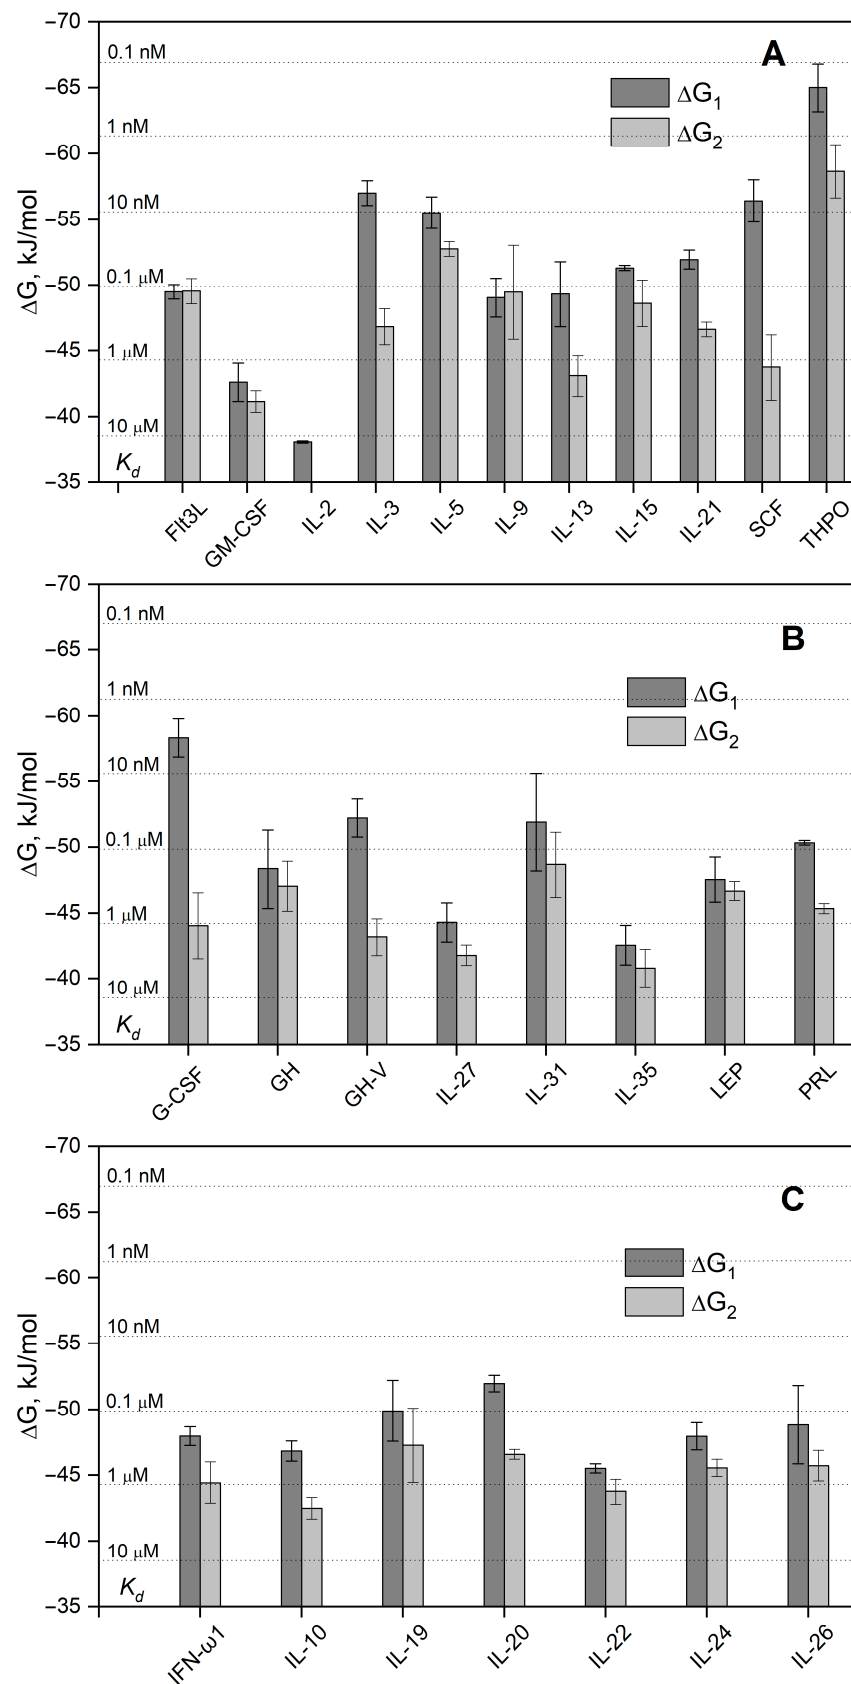 −70
0.1 nM
A
−65
ΔG₁
1 nM
ΔG₂
−60
10 nM
−55
ΔG, kJ/mol
0.1 μM
−50
1 μM
−45
−40
10 μM
K_d
−35
Flt3L
GM-CSF
IL-2
IL-3
IL-5
IL-9
IL-13
IL-15
IL-21
SCF
THPO
−70
0.1 nM
B
−65
1 nM
ΔG₁
−60
ΔG₂
10 nM
−55
ΔG, kJ/mol
0.1 μM
−50
1 μM
−45
−40
10 μM
K_d
−35
G-CSF
GH
GH-V
IL-27
IL-31
IL-35
LEP
PRL
−70
0.1 nM
C
−65
1 nM
ΔG₁
−60
ΔG₂
10 nM
−55
ΔG, kJ/mol
0.1 μM
−50
1 μM
−45
−40
10 μM
K_d
−35
IFN-ω1
IL-10
IL-19
IL-20
IL-22
IL-24
IL-26